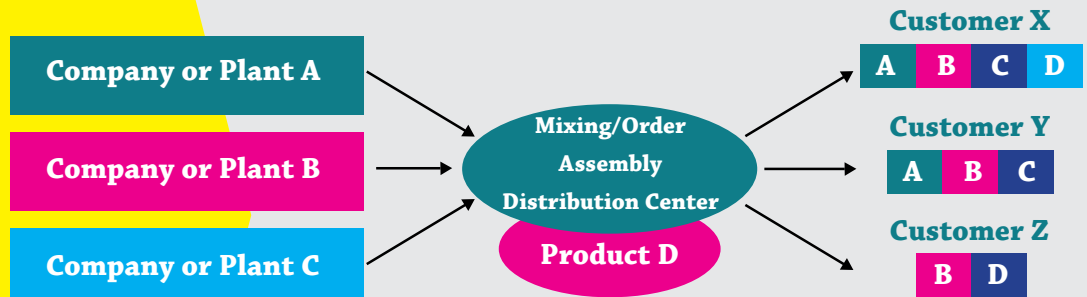 Company or Plant A
Company or Plant B
Company or Plant C
Mixing/Order
Assembly
Distribution Center
Product D
Customer X
A B C D
Customer Y
A B C
Customer Z
B D